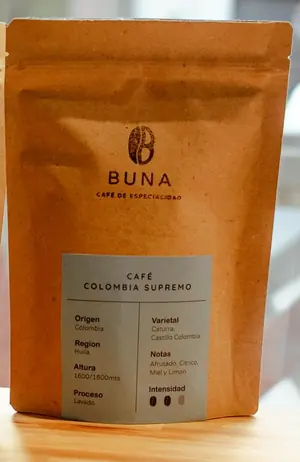 BUNA
CAFÉ DE ESPECIALIDAD
CAFÉ
COLOMBIA SUPREMO
Origen
Colombia
Region
Huila
Altura
1600/1800mts
Proceso
Lavado
Varietal
Caturra,
Castillo Colombia
Notas
Afrutado, Cítrico,
Miel y Limón
Intensidad